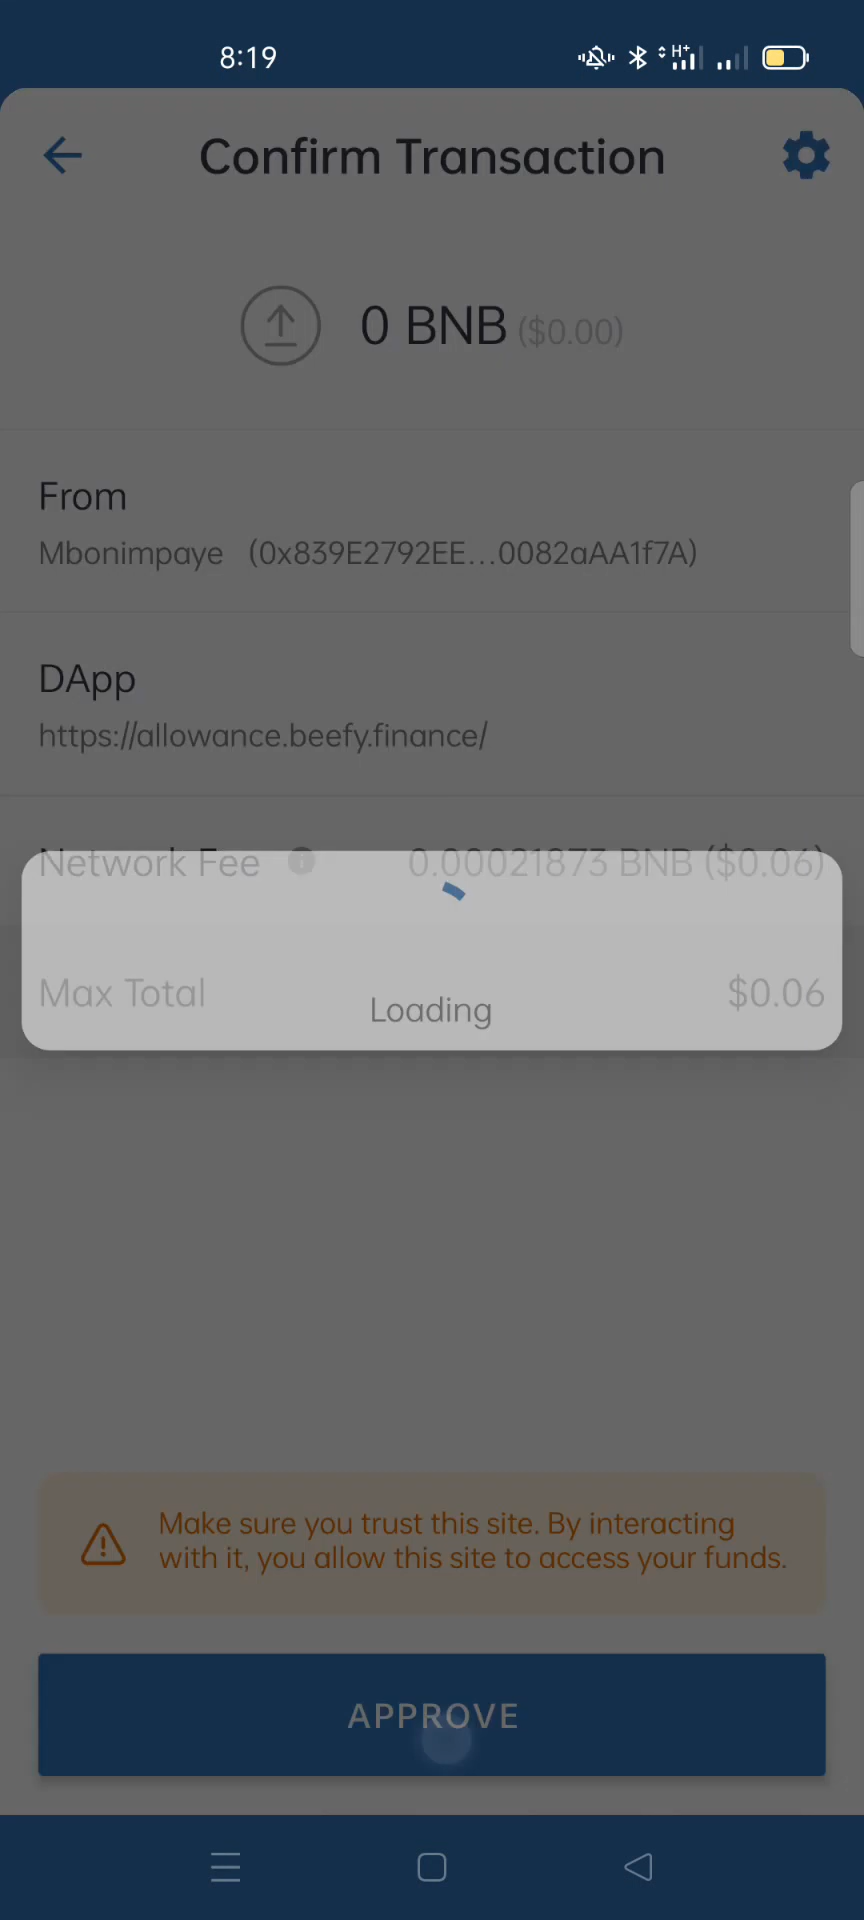 8:19
H+
Confirm Transaction
0 BNB ($0.00)
From
Mbonimpaye (0x839E2792EE...0082aAA1f7A)
DApp
https://allowance.beefy.finance/
Network Fee 0.00021873 BNB ($0.06)
Max Total $0.06
Loading
Make sure you trust this site. By interacting
with it, you allow this site to access your funds.
APPROVE